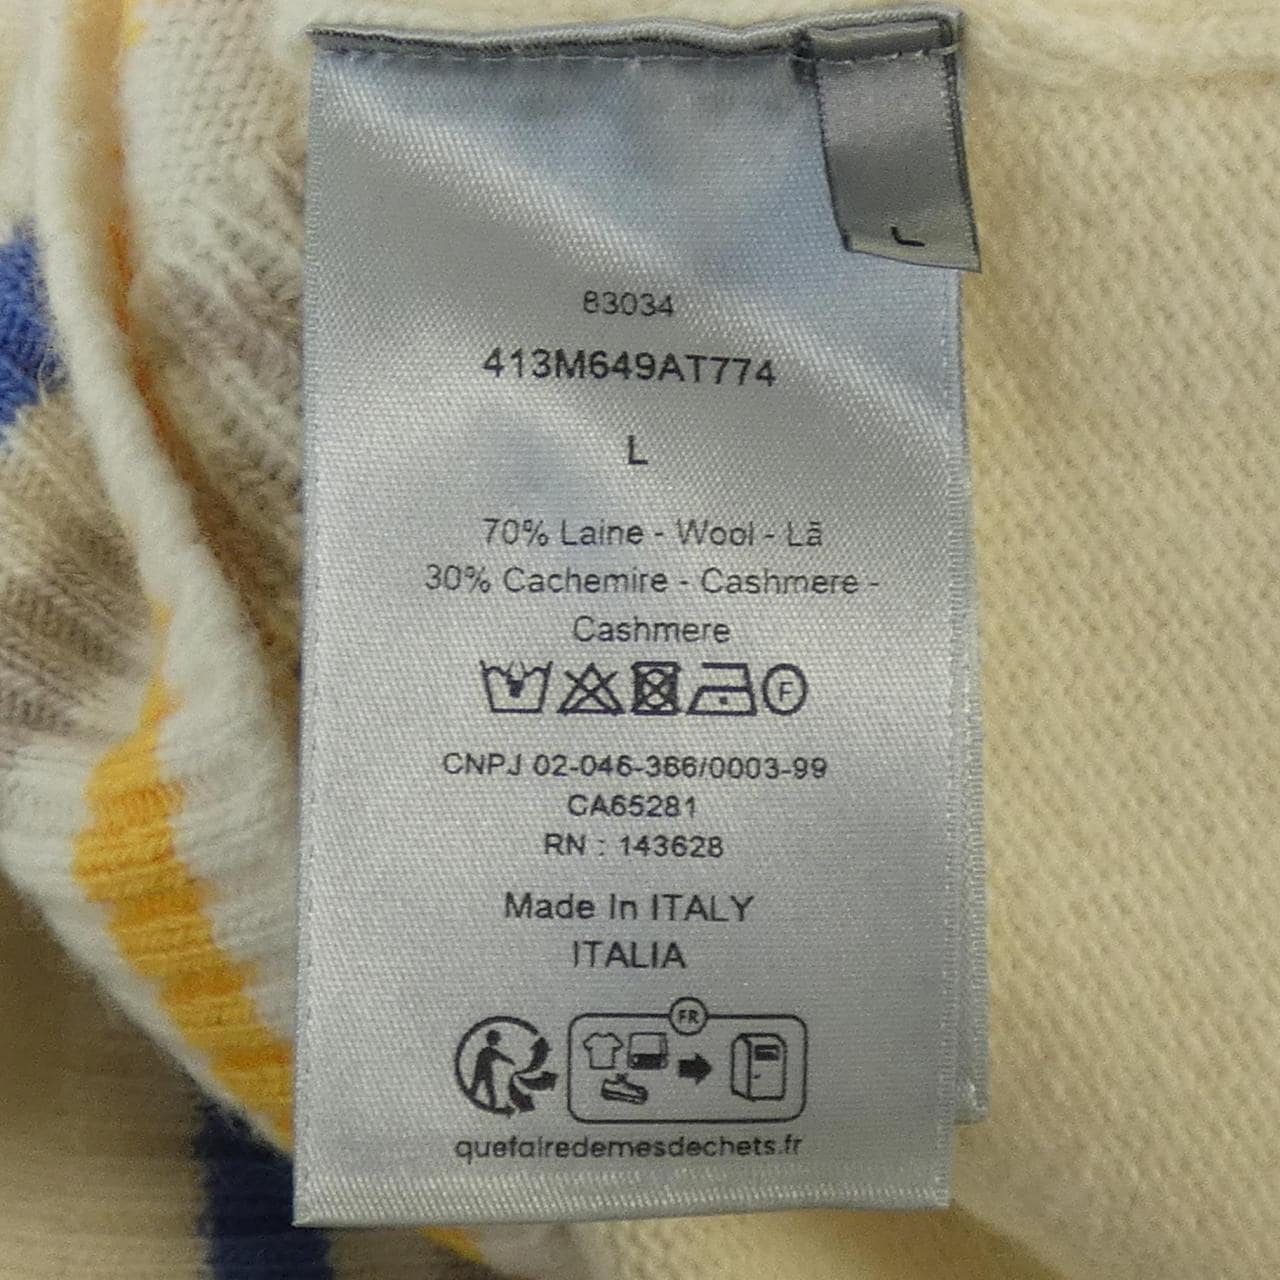 L
83034
413M649AT774
L
70% Laine - Wool - Lã
30% Cachemire - Cashmere -
Cashmere
F
CNPJ 02-046-366/0003-99
CA65281
RN : 143628
Made In ITALY
ITALIA
FR
quefairedemesdechets.fr